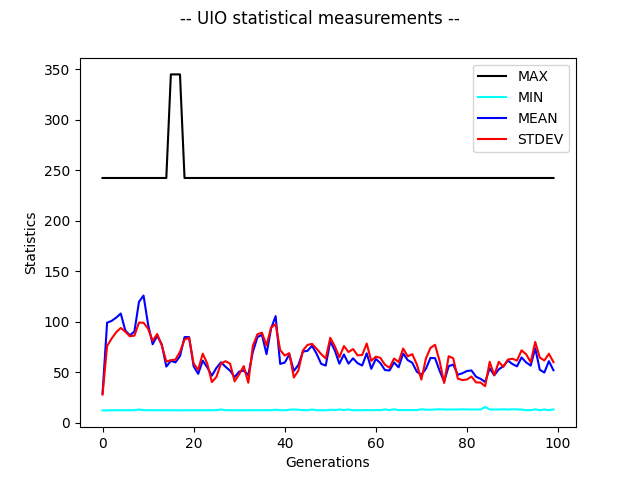 -- UIO statistical measurements --
350
300
250
200
150
100
50
0
Statistics
MAX
MIN
MEAN
STDEV
0 20 40 60 80 100
Generations